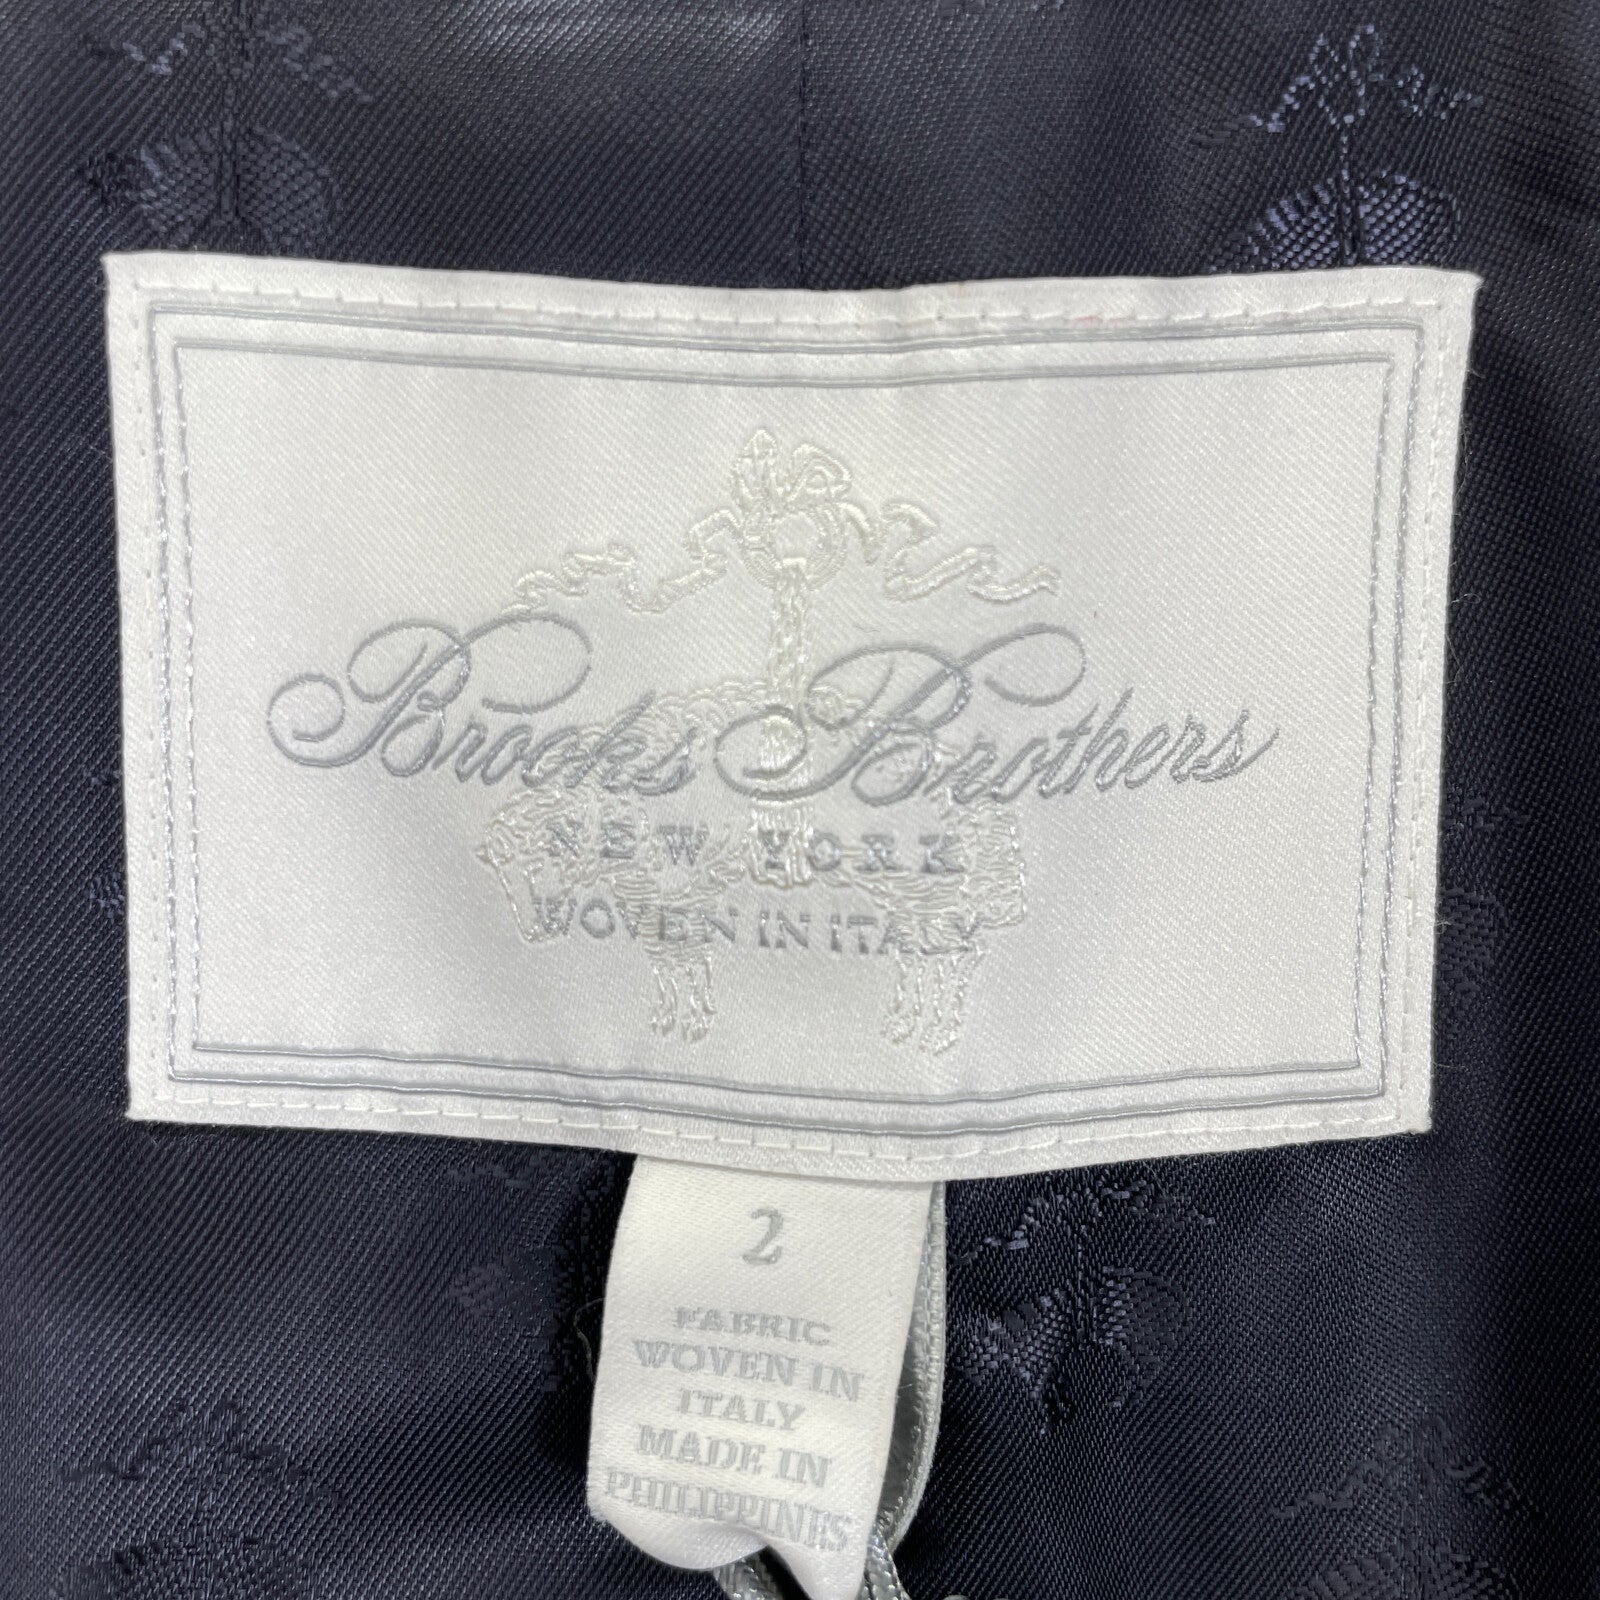 Brooks Brothers
NEW YORK
WOVEN IN ITALY
2
FABRIC
WOVEN IN
ITALY
MADE IN
PHILIPPINES